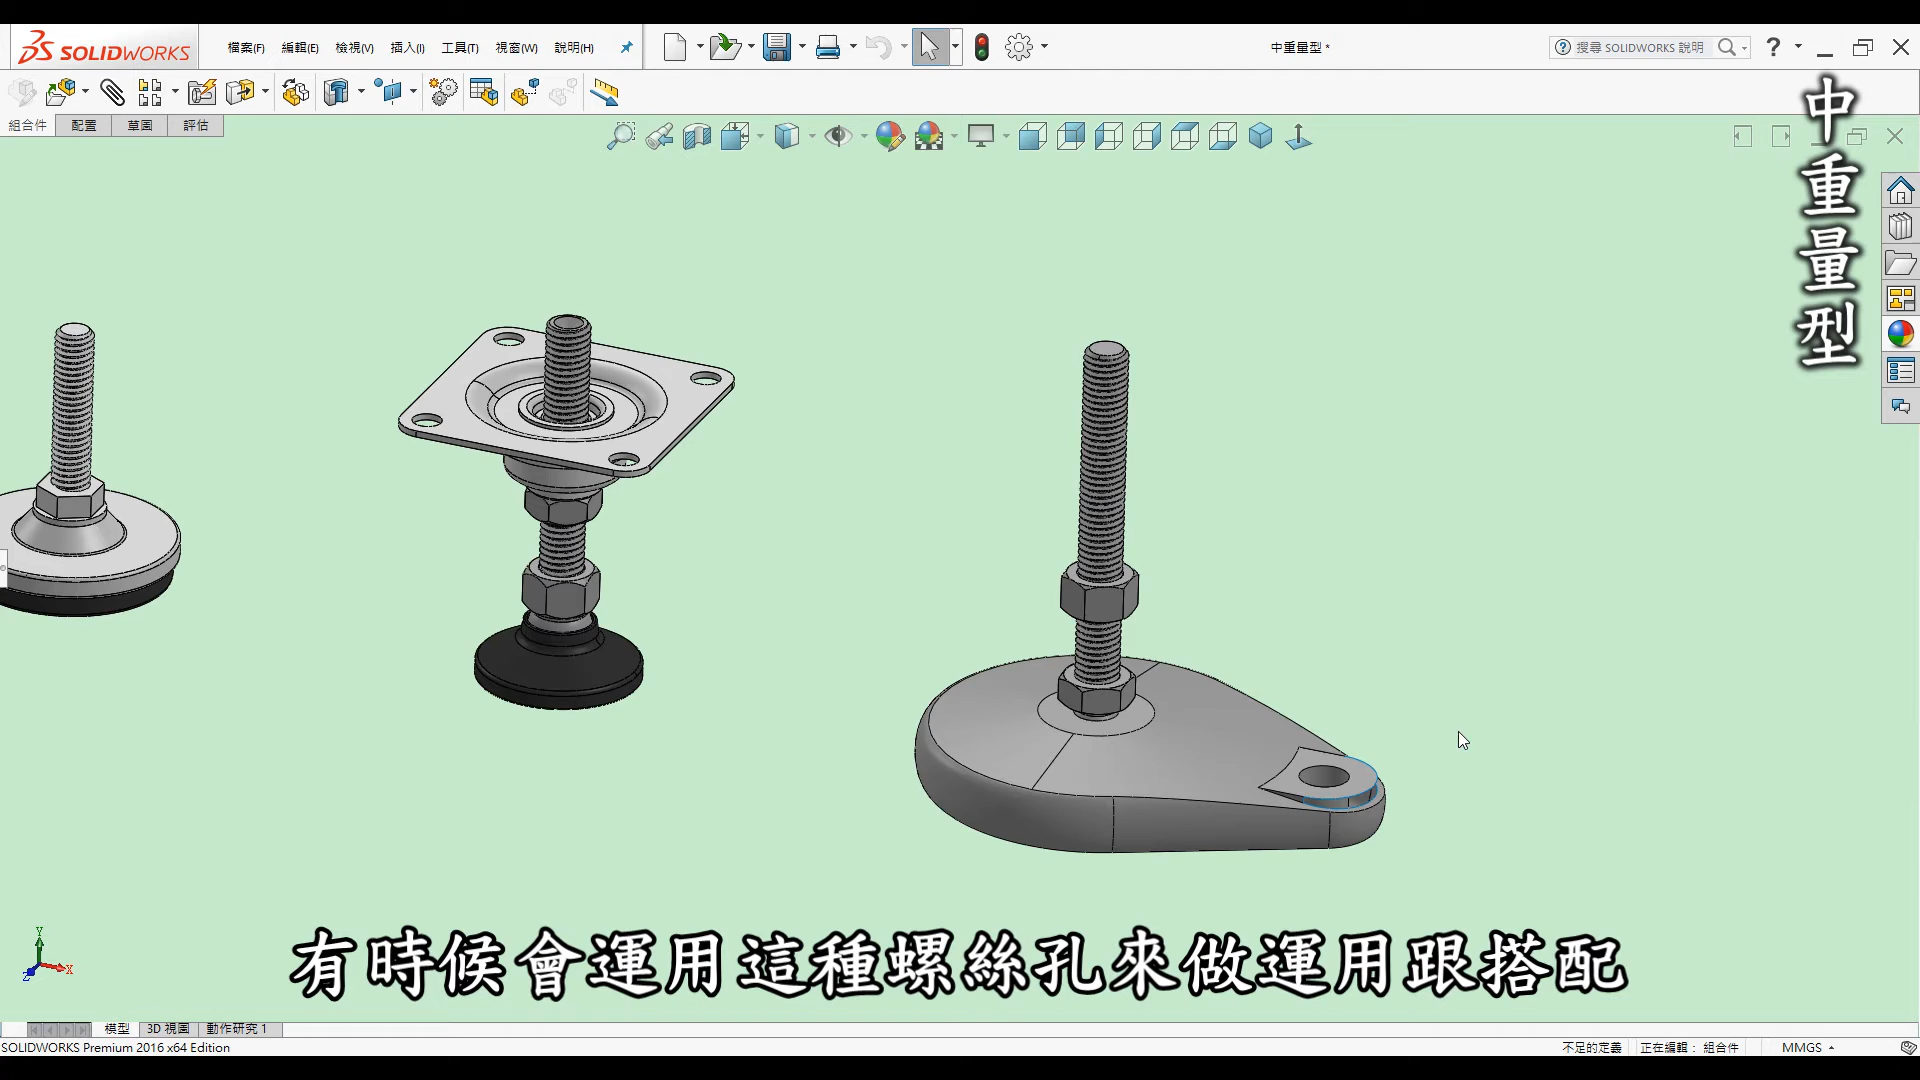 SOLIDWORKS
檔案(F) 編輯(E) 檢視(V) 插入(I) 工具(T) 視窗(W) 說明(H)
中重量型 *
搜尋 SOLIDWORKS 說明
組合件 配置 草圖 評估
中重量型
有時候會運用這種螺絲孔來做運用跟搭配
Y
X
Z
模型 3D 視圖 動作研究 1
SOLIDWORKS Premium 2016 x64 Edition
不足的定義 正在編輯： 組合件 MMGS